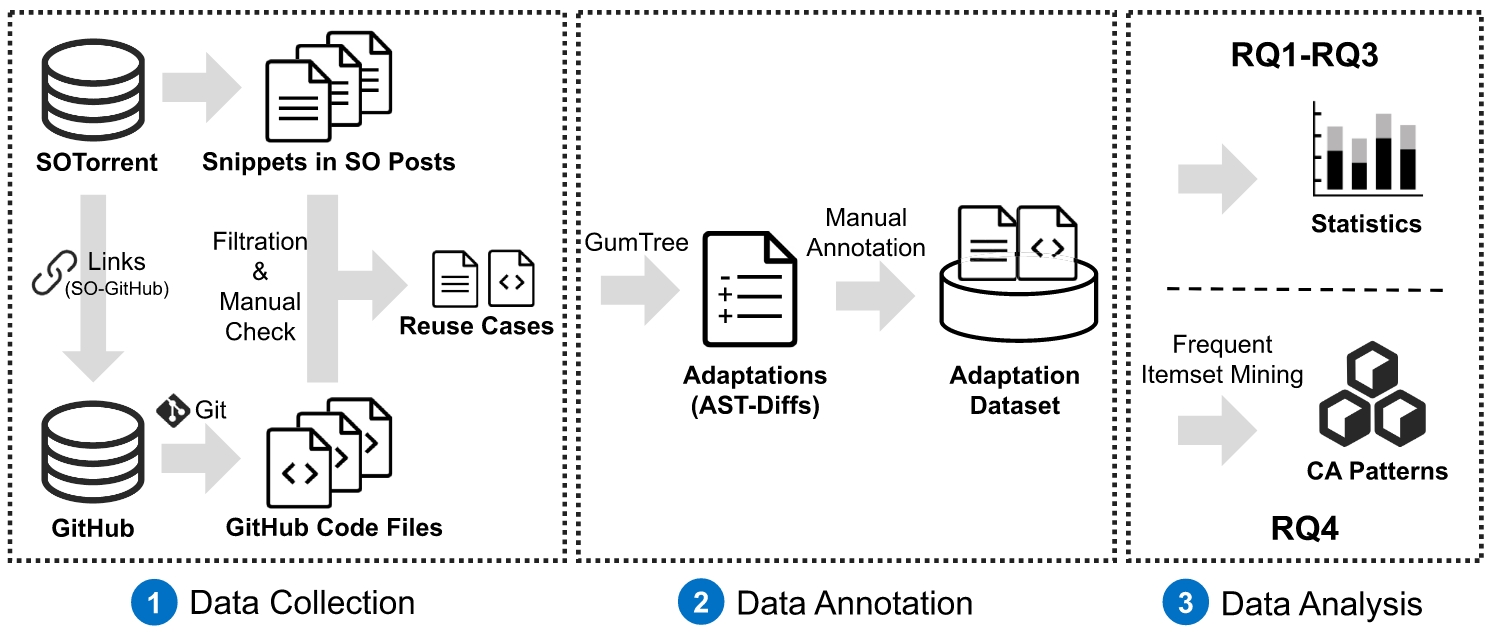 SOTorrent
Snippets in SO Posts
Links
(SO-GitHub)
Filtration
&
Manual
Check
Reuse Cases
Git
GitHub
GitHub Code Files
1 Data Collection
GumTree
Adaptations
(AST-Diffs)
Manual
Annotation
Adaptation
Dataset
2 Data Annotation
RQ1-RQ3
Statistics
Frequent
Itemset Mining
CA Patterns
RQ4
3 Data Analysis